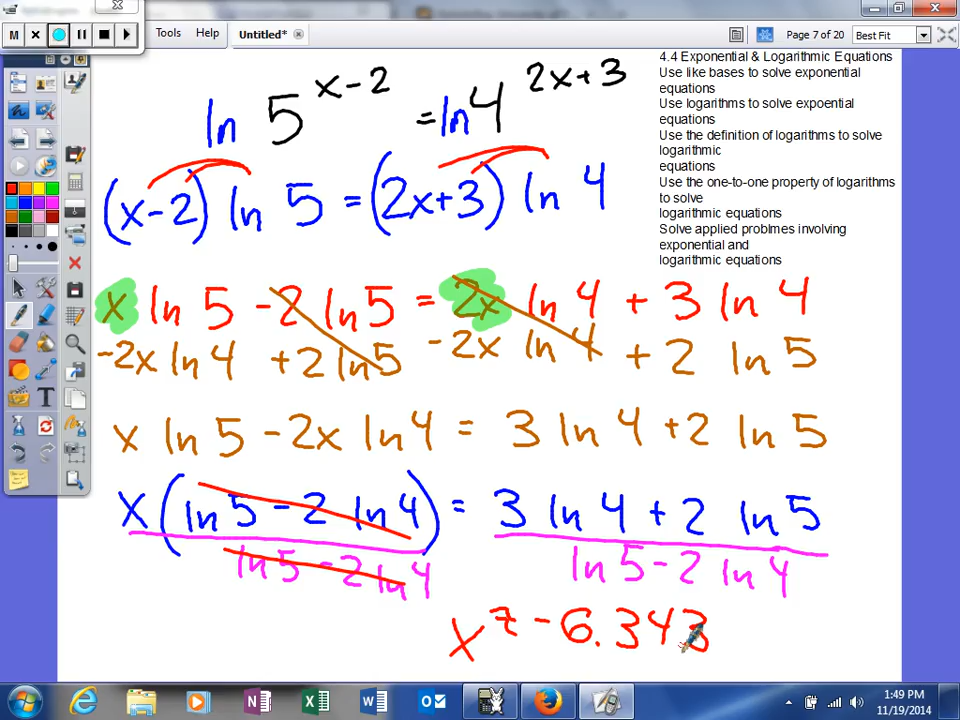 M
Tools Help Untitled* Page 7 of 20 Best Fit
4.4 Exponential & Logarithmic Equations
Use like bases to solve exponential
equations
Use logarithms to solve expoential
equations
Use the definition of logarithms to solve
logarithmic
equations
Use the one-to-one property of logarithms
to solve
logarithmic equations
Solve applied problmes involving
exponential and
logarithmic equations
ln 5^(x-2) = ln 4^(2x+3)
(x-2) ln 5 = (2x+3) ln 4
x ln 5 - 2 ln 5 = 2x ln 4 + 3 ln 4
-2x ln 4 + 2 ln 5 - 2x ln 4 + 2 ln 5
x ln 5 - 2x ln 4 = 3 ln 4 + 2 ln 5
x (ln 5 - 2 ln 4) = 3 ln 4 + 2 ln 5
ln 5 - 2 ln 4 ln 5 - 2 ln 4
x ≈ -6.343
1:49 PM
11/19/2014